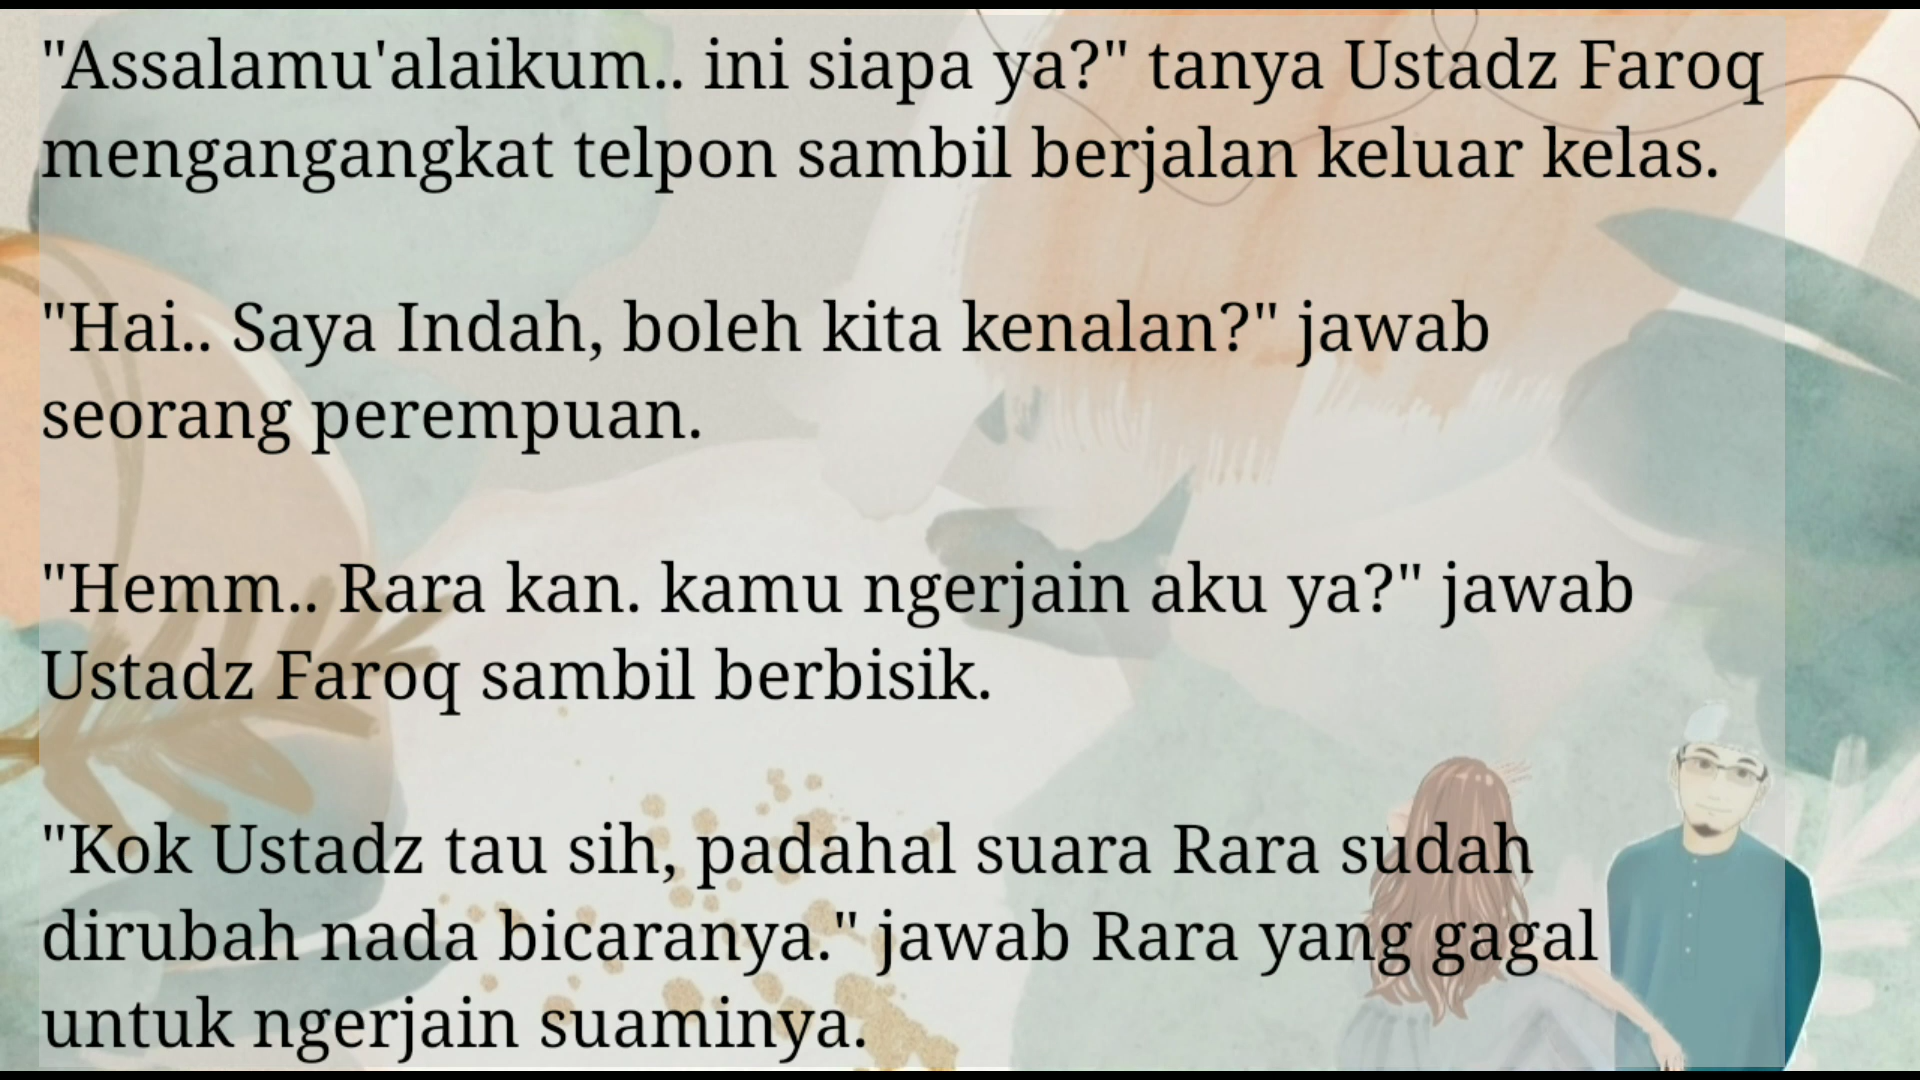 "Assalamu'alaikum.. ini siapa ya?" tanya Ustadz Faroq
mengangangkat telpon sambil berjalan keluar kelas.
"Hai.. Saya Indah, boleh kita kenalan?" jawab
seorang perempuan.
"Hemm.. Rara kan. kamu ngerjain aku ya?" jawab
Ustadz Faroq sambil berbisik.
"Kok Ustadz tau sih, padahal suara Rara sudah
dirubah nada bicaranya." jawab Rara yang gagal
untuk ngerjain suaminya.